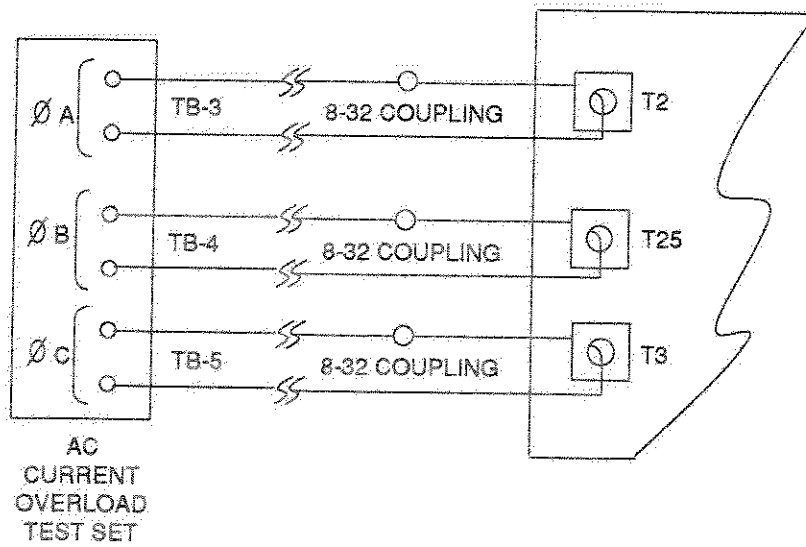 Ø A
TB-3
8-32 COUPLING
T2
Ø B
TB-4
8-32 COUPLING
T25
Ø C
TB-5
8-32 COUPLING
T3
AC
CURRENT
OVERLOAD
TEST SET